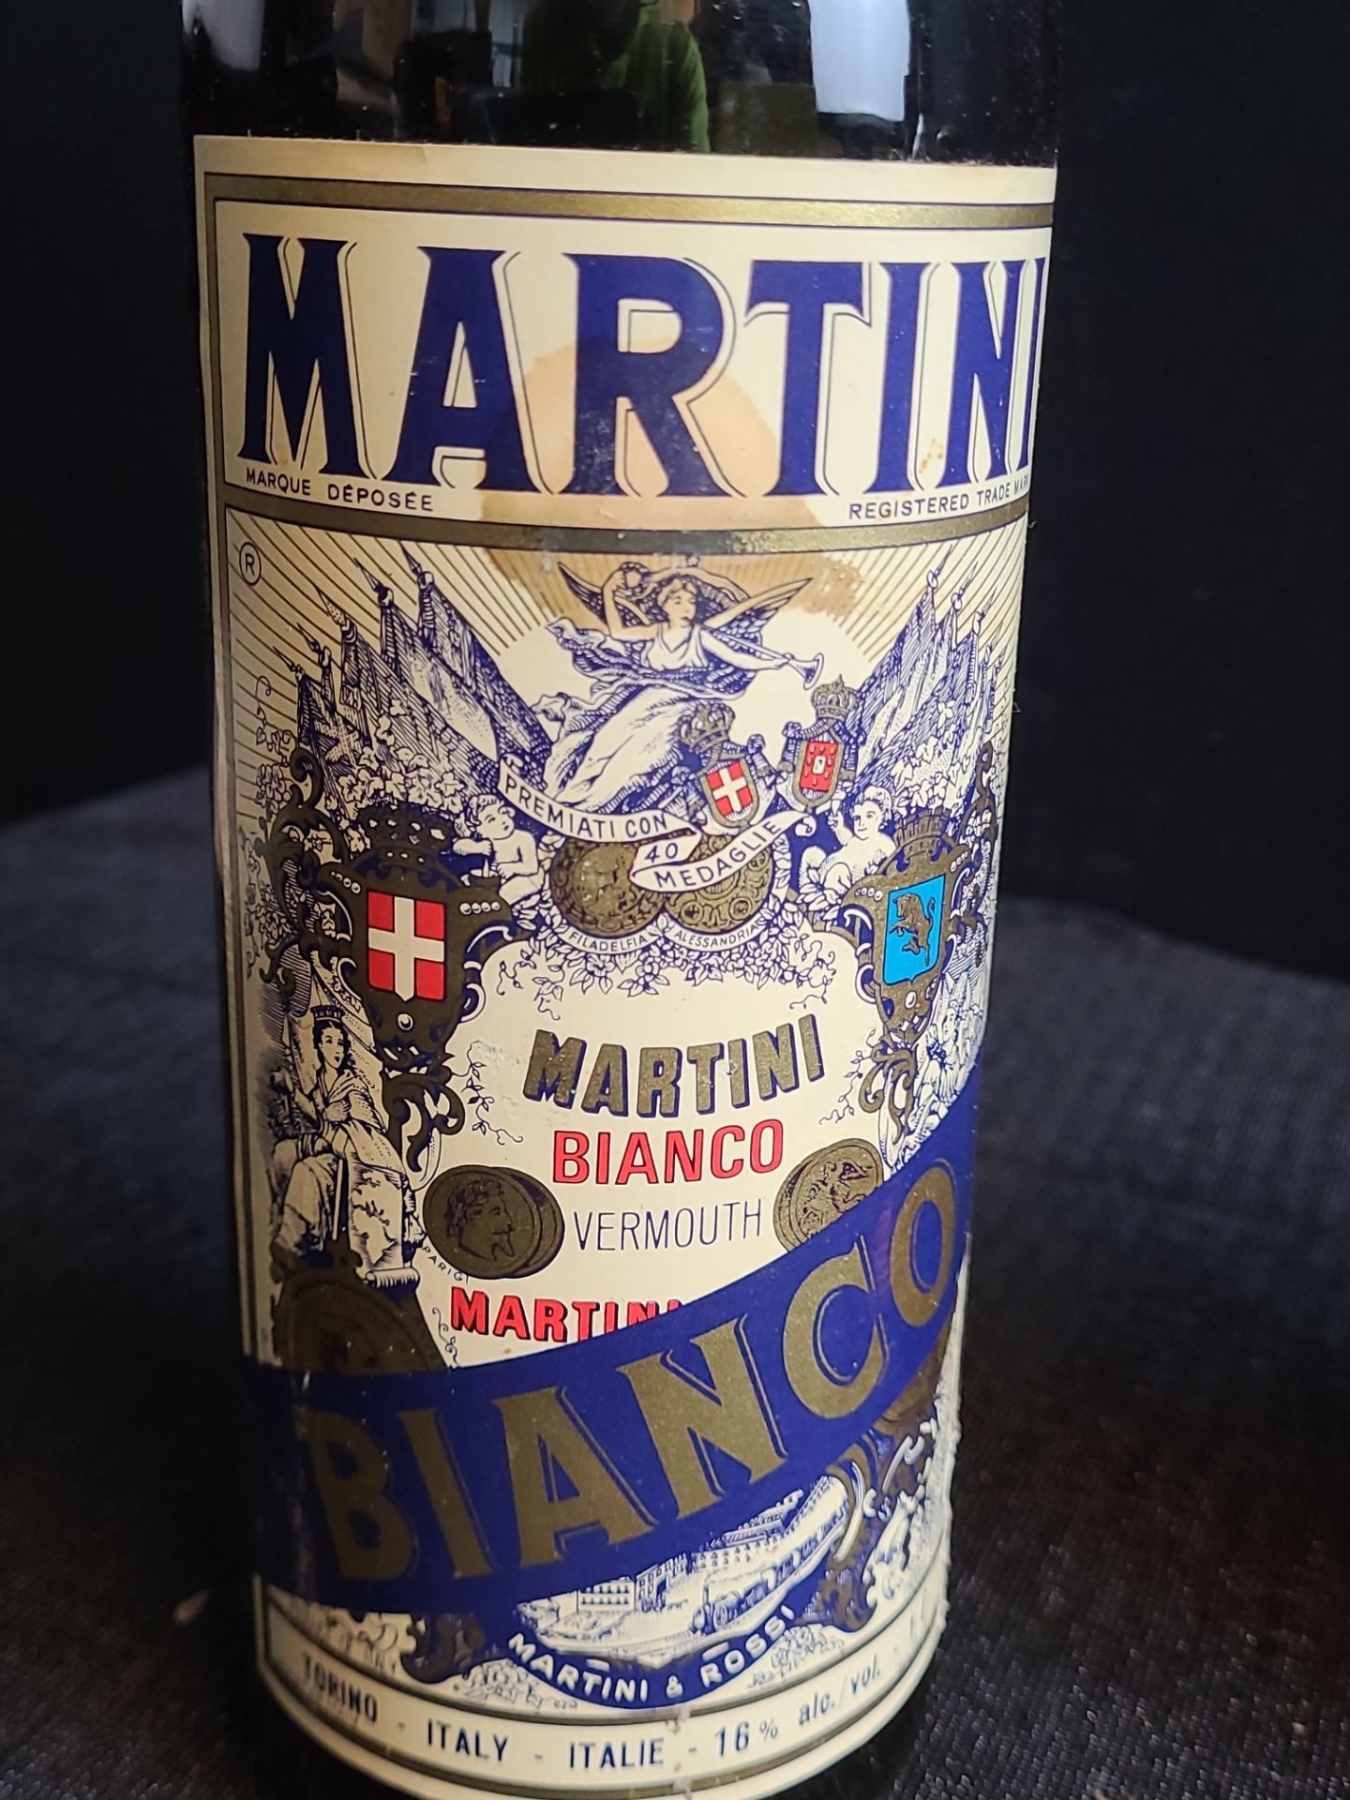 MARTINI
MARQUE DÉPOSÉE
REGISTERED TRADE MARK
®
PREMIATI CON
40
MEDAGLIE
FILADELFIA
ALESSANDRIA
MARTINI
BIANCO
VERMOUTH
PARIGI
MARTINI
BIANCO
MARTINI & ROSSI
TORINO - ITALY - ITALIE - 16% alc./vol.